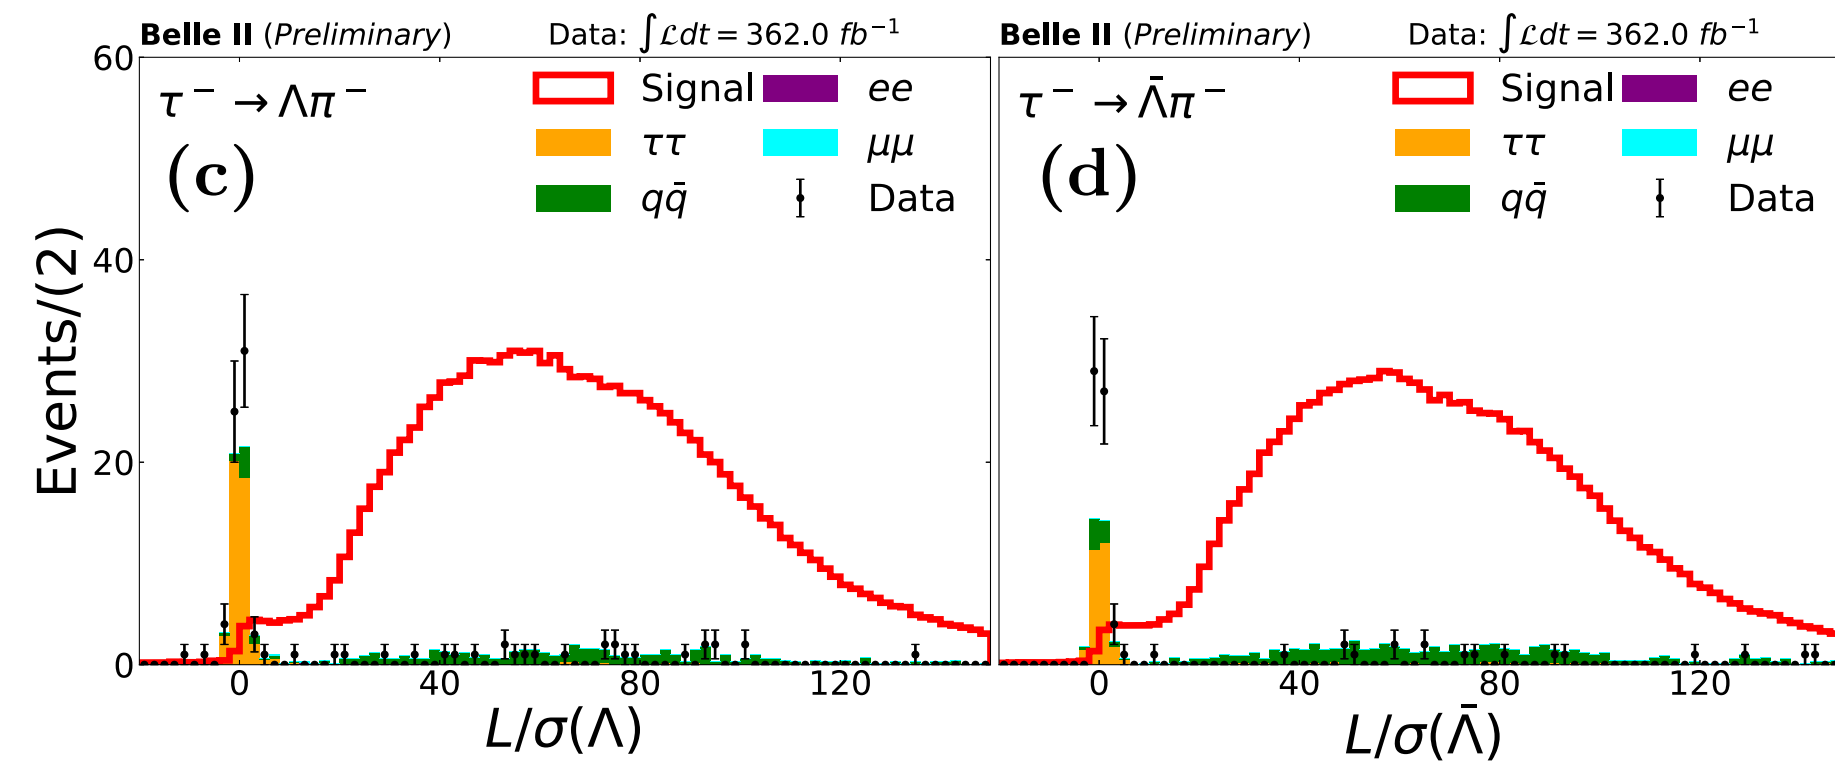 Belle II (Preliminary) Data: ∫ℒdt = 362.0 fb⁻¹
τ⁻ → Λπ⁻
(c)
Signal ee
ττ μμ
qq̄ Data
Events/(2)
60
40
20
0
0 40 80 120
L/σ(Λ)
Belle II (Preliminary) Data: ∫ℒdt = 362.0 fb⁻¹
τ⁻ → Λ̄π⁻
(d)
Signal ee
ττ μμ
qq̄ Data
0 40 80 120
L/σ(Λ̄)